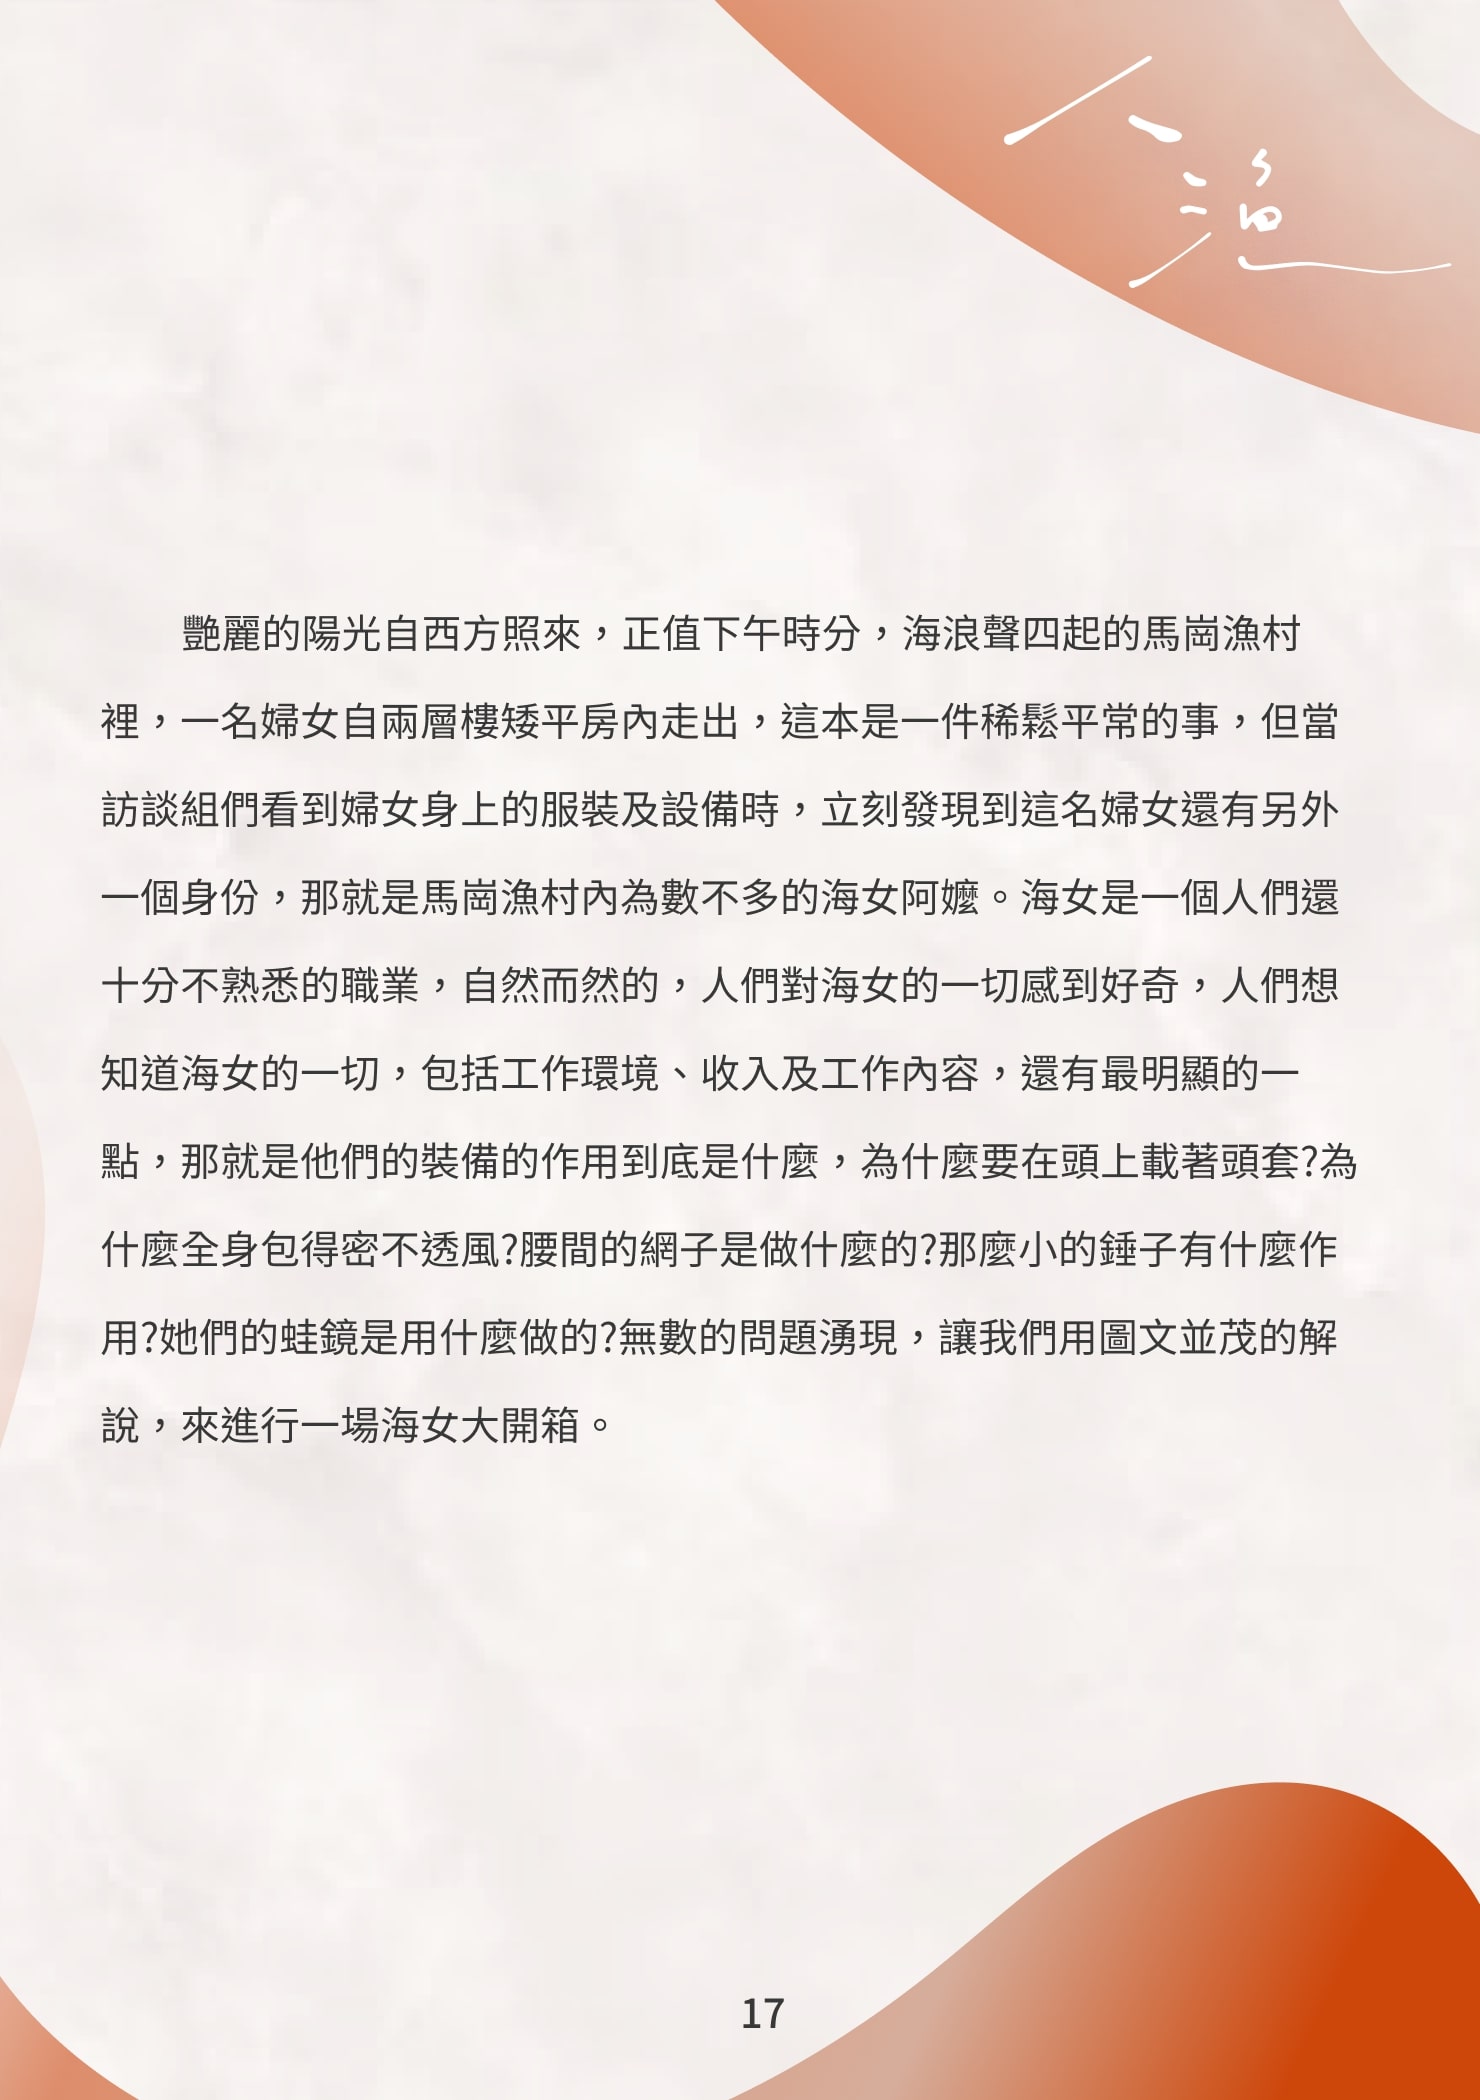 艷麗的陽光自西方照來，正值下午時分，海浪聲四起的馬崗漁村
裡，一名婦女自兩層樓矮平房內走出，這本是一件稀鬆平常的事，但當
訪談組們看到婦女身上的服裝及設備時，立刻發現到這名婦女還有另外
一個身份，那就是馬崗漁村內為數不多的海女阿嬤。海女是一個人們還
十分不熟悉的職業，自然而然的，人們對海女的一切感到好奇，人們想
知道海女的一切，包括工作環境、收入及工作內容，還有最明顯的一
點，那就是他們的裝備的作用到底是什麼，為什麼要在頭上載著頭套?為
什麼全身包得密不透風?腰間的網子是做什麼的?那麼小的錘子有什麼作
用?她們的蛙鏡是用什麼做的?無數的問題湧現，讓我們用圖文並茂的解
說，來進行一場海女大開箱。
17